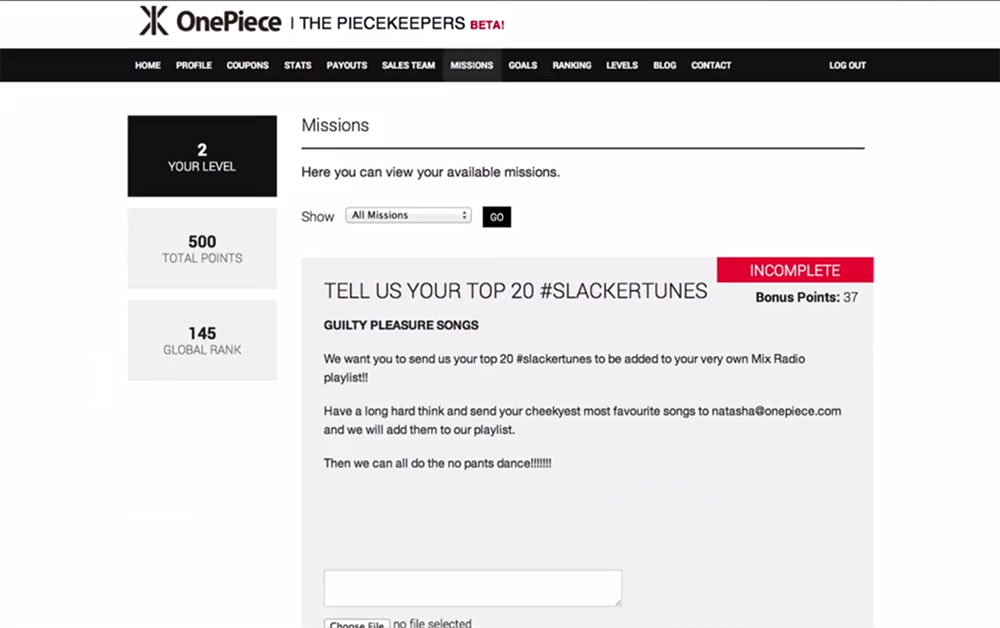 OnePiece | THE PIECEKEEPERS BETA!
HOME PROFILE COUPONS STATS PAYOUTS SALES TEAM MISSIONS GOALS RANKING LEVELS BLOG CONTACT LOG OUT
2
YOUR LEVEL
500
TOTAL POINTS
145
GLOBAL RANK
Missions
Here you can view your available missions.
Show All Missions GO
INCOMPLETE
TELL US YOUR TOP 20 #SLACKERTUNES
Bonus Points: 37
GUILTY PLEASURE SONGS
We want you to send us your top 20 #slackertunes to be added to your very own Mix Radio
playlist!!
Have a long hard think and send your cheekyest most favourite songs to natasha@onepiece.com
and we will add them to our playlist.
Then we can all do the no pants dance!!!!!!!
Choose File no file selected